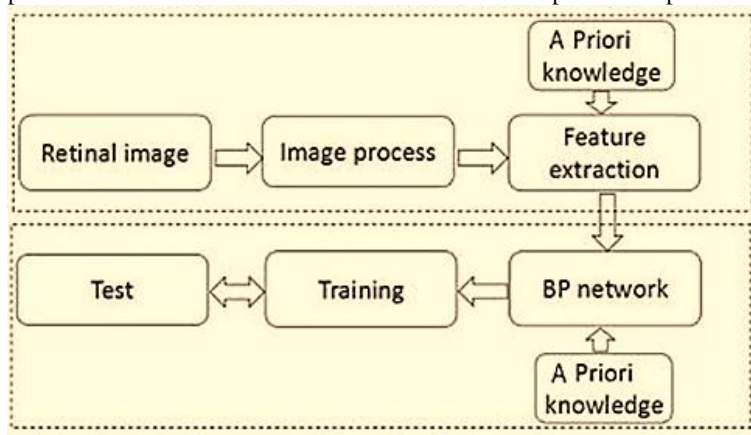 A Priori
knowledge
Retinal image
Image process
Feature
extraction
Test
Training
BP network
A Priori
knowledge